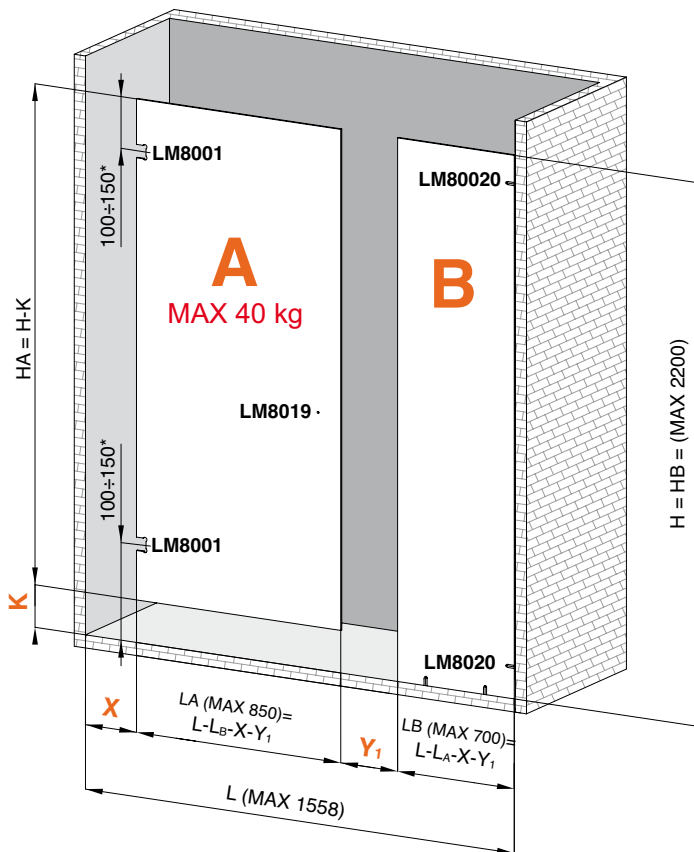 LM8001
LM80020
100÷150*
A
B
MAX 40 kg
HA = H-K
LM8019
H = HB = (MAX 2200)
100÷150*
LM8001
K
LM8020
X
LA (MAX 850)=
L-LB-X-Y1
Y1
LB (MAX 700)=
L-LA-X-Y1
L (MAX 1558)